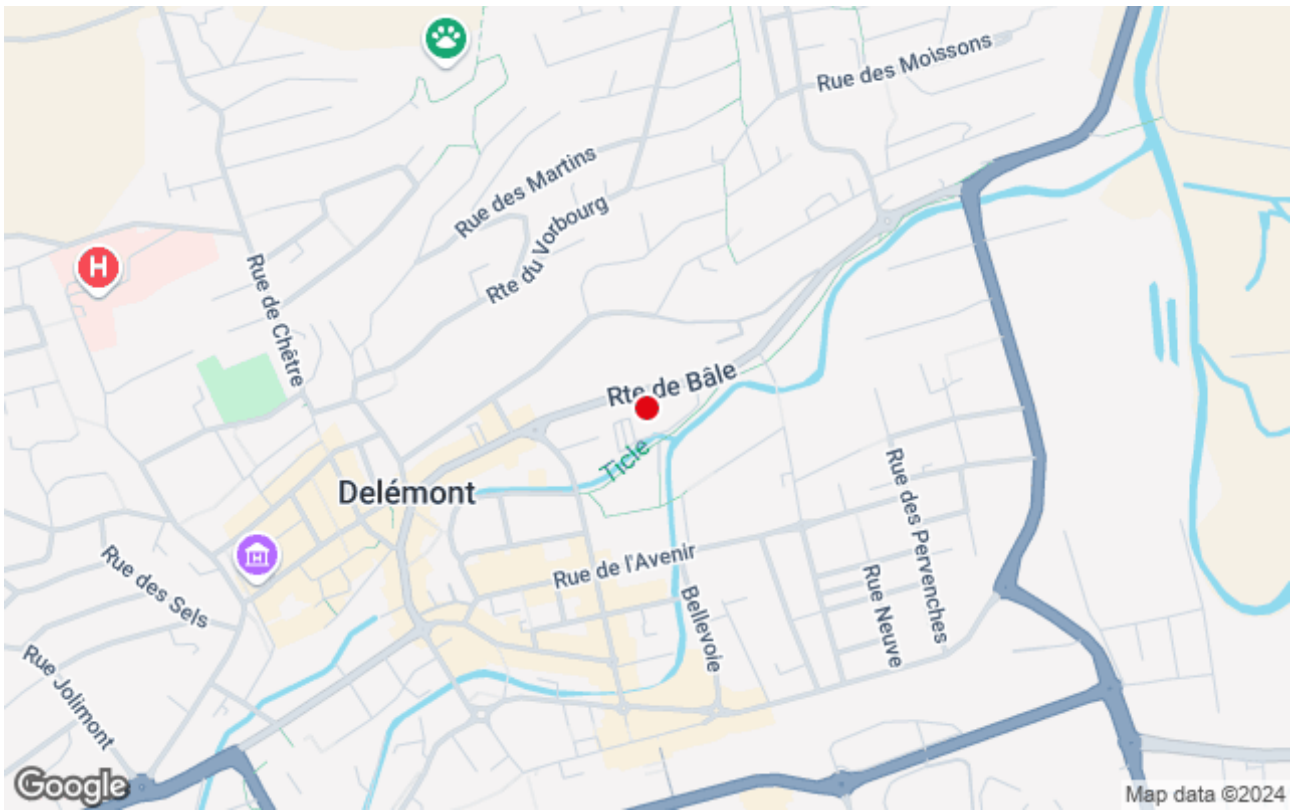 Rue des Moissons
Rue des Martins
Rte du Vorbourg
H
Rue de Chêtre
Rte de Bâle
Ticle
Delémont
Rue des Pervenches
Rue de l'Avenir
Rue des Sels
Bellevoie
Rue Neuve
Rue Jolimont
Google
Map data ©2024